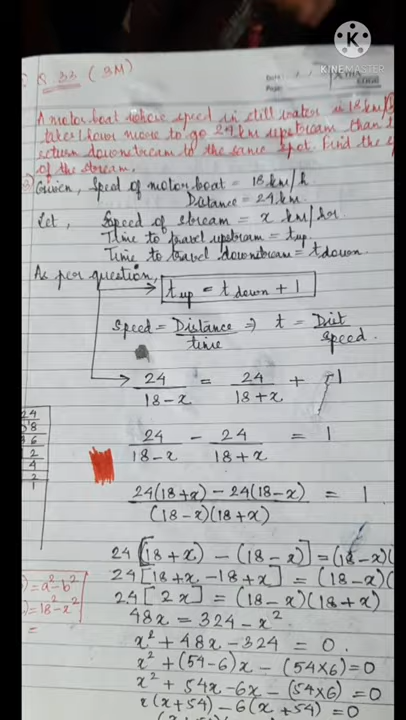 KINEMASTER
Q 33 (3M)
Date
Page
A motor boat whose speed in still water is 18 km/h
takes 1 hour more to go 24 km upstream than
return downstream to the same spot. Find the
of the stream.
Given, Speed of motor boat = 18 km/h.
Distance = 24 km.
Let, Speed of stream = x km/hr.
Time to travel upstream = tup
Time to travel downstream = tdown.
As per question,
tup = tdown + 1
Speed = Distance/time ⇒ t = Dist/Speed.
24/18-x = 24/18+x + 1
24/18-x - 24/18+x = 1
24(18+x) - 24(18-x)/(18-x)(18+x) = 1
24[(18+x) - (18-x)] = (18-x)(
24[18+x -18+x] = (18-x)(
24[2x] = (18-x)(18+x)
) = a²-b²
) = 18²-x²
=
48x = 324 - x².
x² + 48x - 324 = 0.
x² + (54-6)x - (54×6) = 0
x² + 54x - 6x - (54×6) = 0
x(x+54) - 6(x+54) = 0